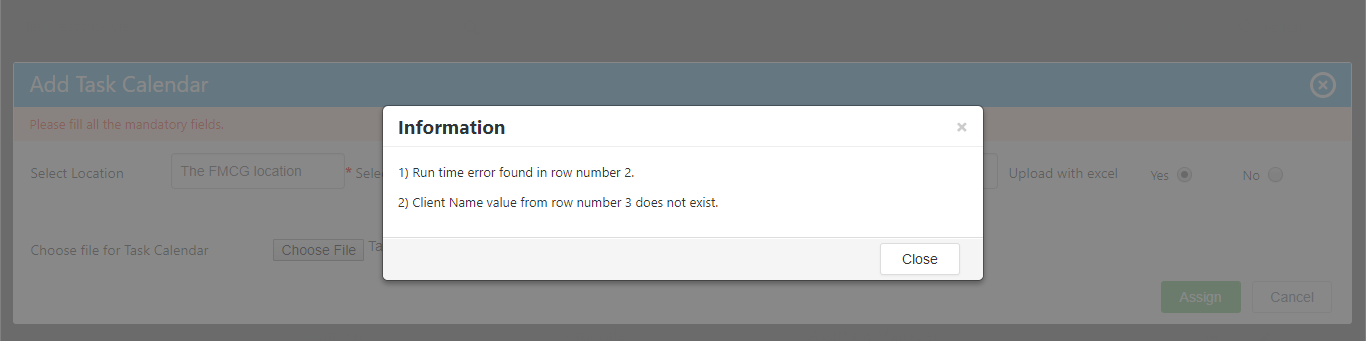 Add Task Calendar
Please fill all the mandatory fields.
Information
×
1) Run time error found in row number 2.
2) Client Name value from row number 3 does not exist.
Close
Select Location
The FMCG location
* Sele
Upload with excel
Yes
No
Choose file for Task Calendar
Choose File
Ta
Assign
Cancel